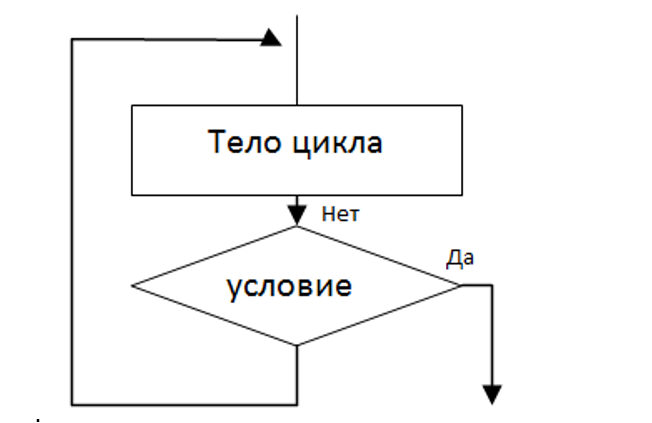 Тело цикла
Нет
Да
условие